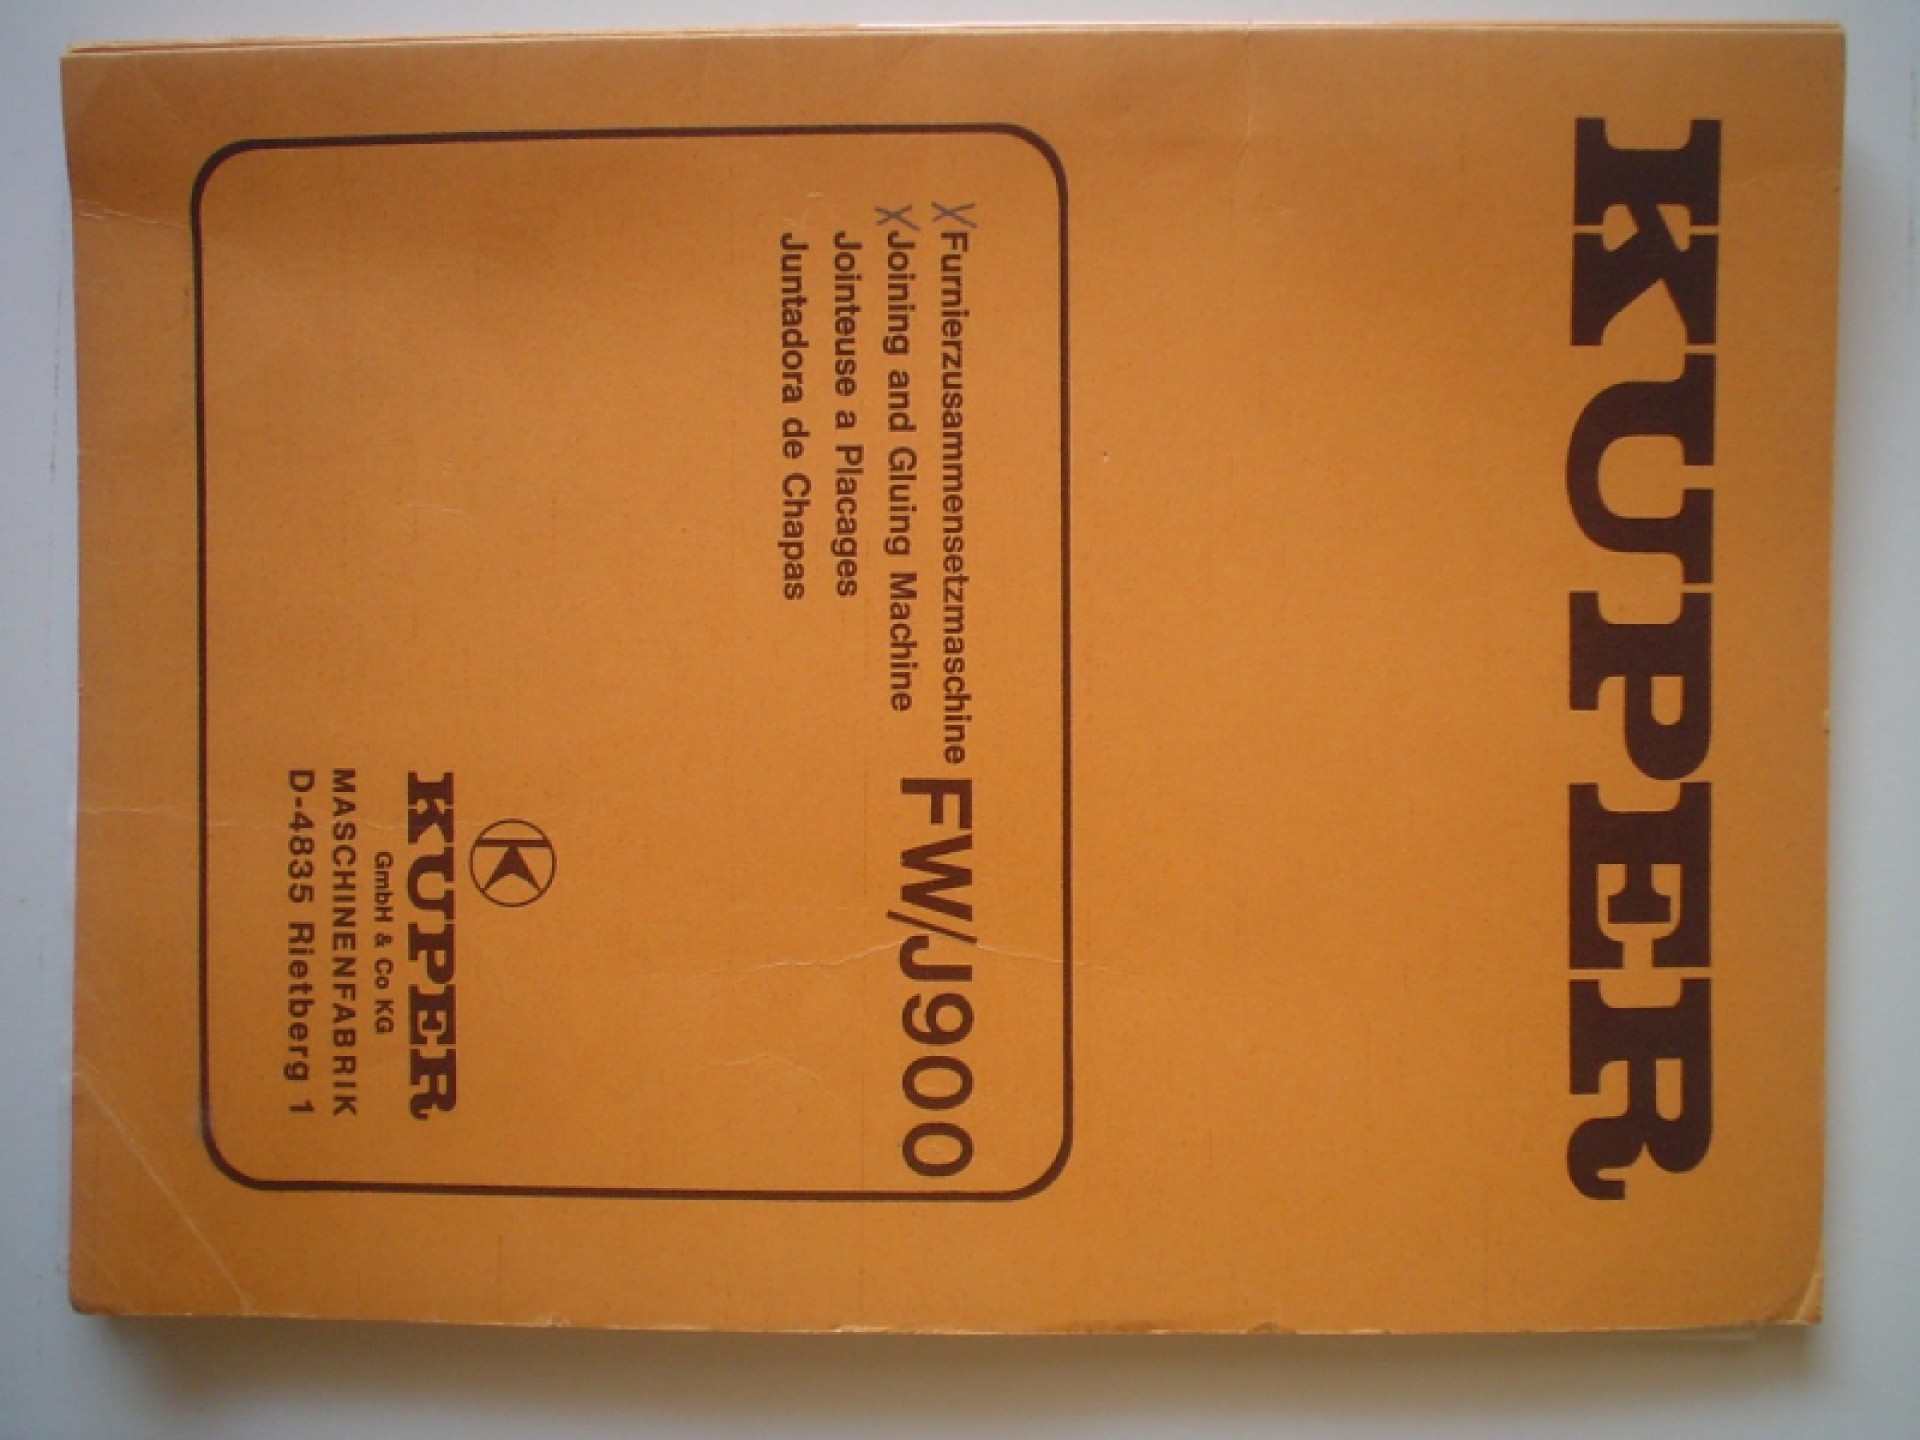 KUPER
X Furnierzusammensetzmaschine FW/J900
X Joining and Gluing Machine
Jointeuse a Placages
Juntadora de Chapas
K
KUPER
GmbH & Co KG
MASCHINENFABRIK
D-4835 Rietberg 1